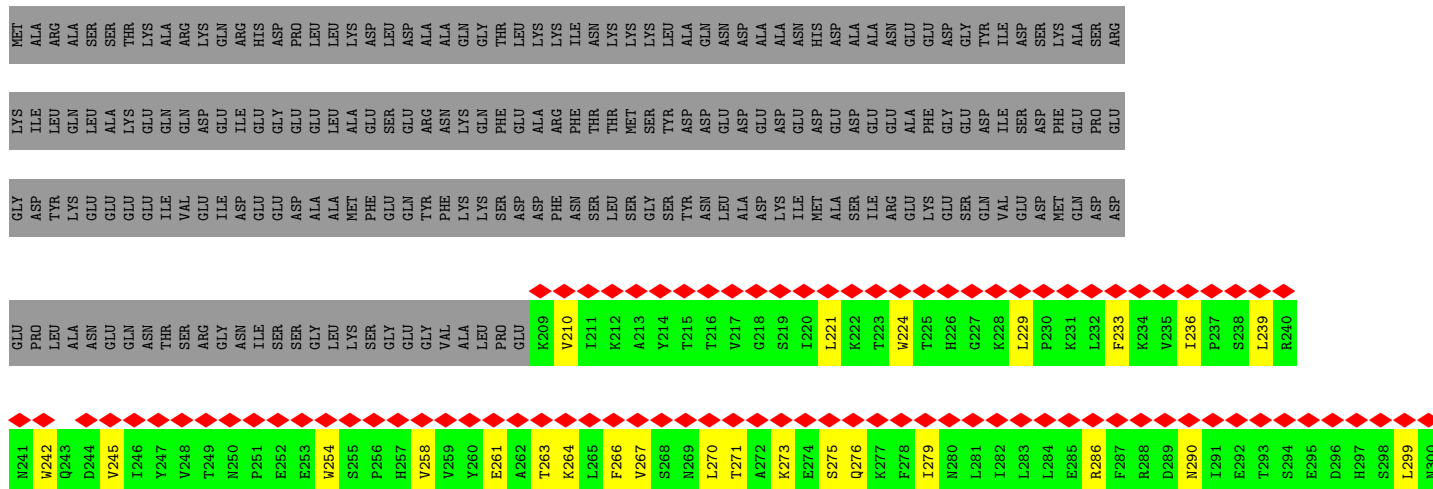 MET ALA ARG ALA SER SER THR LYS ALA ARG LYS GLN ARG HIS ASP PRO LEU LEU LYS ASP LEU ASP ALA ALA GLN GLY THR LEU LYS LYS ILE ASN LYS LYS LYS LEU ALA GLN ASN ASP ALA ALA ASN HIS ASP ALA ALA ASN GLU GLU ASP GLY TYR ILE ASP SER LYS ALA SER ARG
LYS ILE LEU GLN LEU ALA LYS GLU GLN GLN ASP GLU ILE GLU GLY GLU GLU LEU ALA GLU SER GLU ARG ASN LYS GLN PHE GLU ALA ARG PHE THR THR MET SER TYR ASP ASP GLU ASP GLU ASP GLU ASP GLU ASP GLU GLU ALA PHE GLY GLU ASP ILE SER ASP PHE GLU PRO GLU
GLY ASP TYR LYS GLU GLU GLU GLU ILE VAL GLU ILE ASP GLU GLU ASP ALA ALA MET PHE GLU GLN TYR PHE LYS LYS SER ASP ASP PHE ASN SER LEU SER GLY SER TYR ASN LEU ALA ASP LYS ILE MET ALA SER ILE ARG GLU LYS GLU SER GLN VAL GLU ASP MET GLN ASP ASP
GLU PRO LEU ALA ASN GLU GLN ASN THR SER ARG GLY ASN ILE SER SER GLY LEU LYS SER GLY GLU GLY VAL ALA LEU PRO GLU K209 V210 I211 K212 A213 Y214 T215 T216 V217 G218 S219 I220 L221 K222 T223 W224 T225 H226 G227 K228 L229 P230 K231 L232 F233 K234 V235 I236 P237 S238 L239 R240
N241 W242 Q243 D244 V245 I246 Y247 V248 T249 N250 P251 E252 E253 W254 S255 P256 H257 V258 V259 Y260 E261 A262 T263 K264 L265 F266 V267 S268 N269 L270 T271 A272 K273 E274 S275 Q276 K277 F278 I279 N280 L281 I282 L283 L284 E285 R286 F287 R288 D289 N290 I291 E292 T293 S294 E295 D296 H297 S298 L299 N300